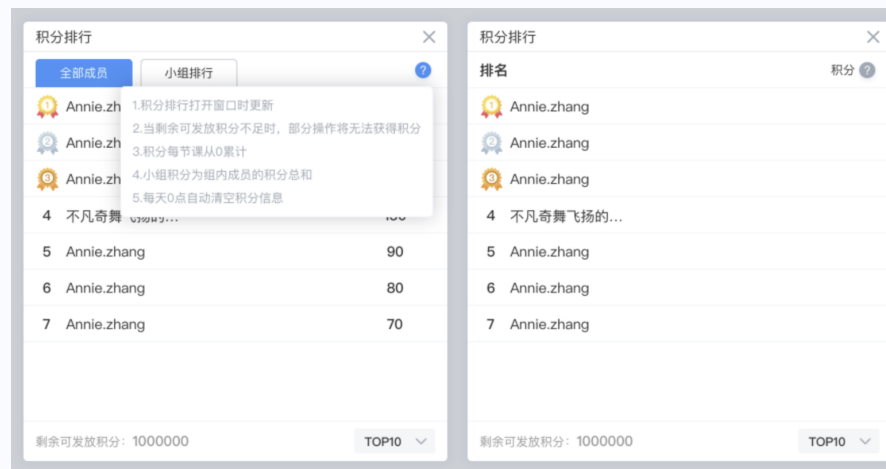 积分排行
全部成员 小组排行 ?
1 Annie.zh
1.积分排行打开窗口时更新
2.当剩余可发放积分不足时，部分操作将无法获得积分
2 Annie.zh
3.积分每节课从0累计
3 Annie.zh
4.小组积分为组内成员的积分总和
5.每天0点自动清空积分信息
4 不凡奇舞
5 Annie.zhang 90
6 Annie.zhang 80
7 Annie.zhang 70
剩余可发放积分：1000000 TOP10
积分排行
排名 积分 ?
1 Annie.zhang
2 Annie.zhang
3 Annie.zhang
4 不凡奇舞飞扬的...
5 Annie.zhang
6 Annie.zhang
7 Annie.zhang
剩余可发放积分：1000000 TOP10